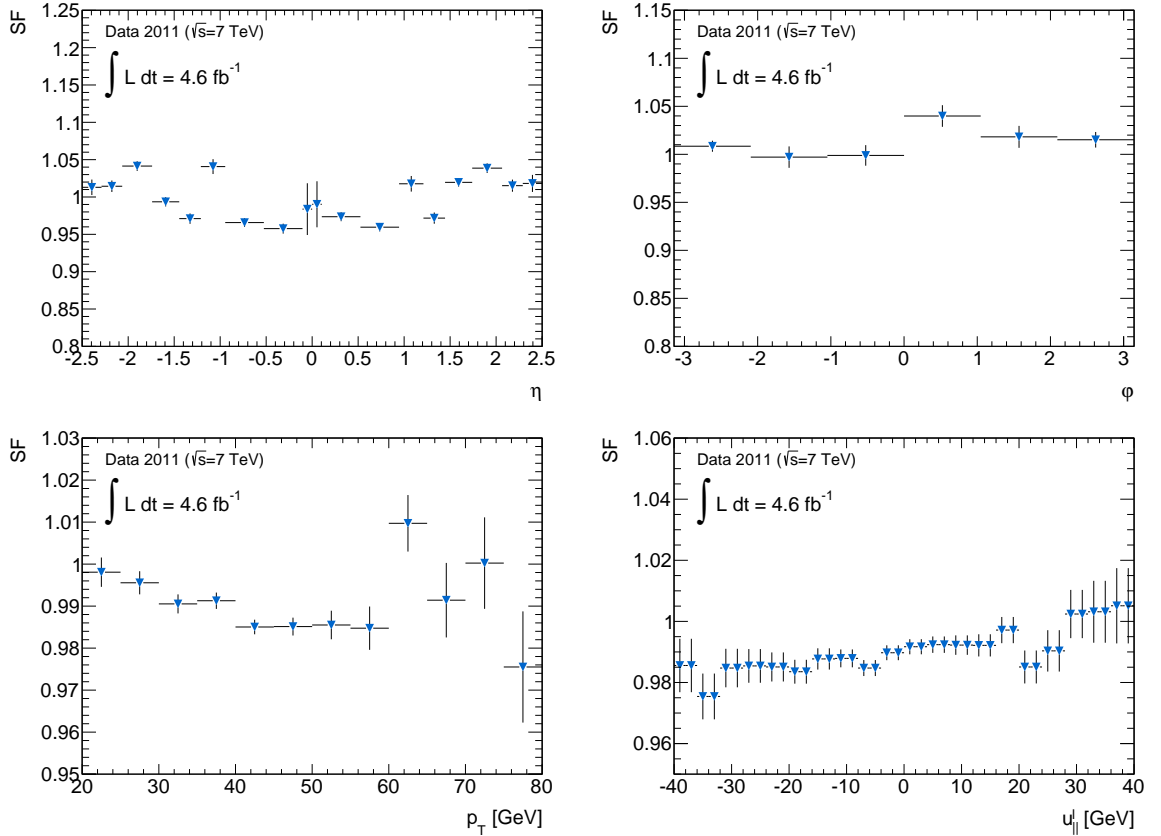 SF
Data 2011 (√s=7 TeV)
∫ L dt = 4.6 fb⁻¹
1.25
1.2
1.15
1.1
1.05
1
0.95
0.9
0.85
0.8
-2.5 -2 -1.5 -1 -0.5 0 0.5 1 1.5 2 2.5
η
SF
Data 2011 (√s=7 TeV)
∫ L dt = 4.6 fb⁻¹
1.15
1.1
1.05
1
0.95
0.9
0.85
0.8
-3 -2 -1 0 1 2 3
φ
SF
Data 2011 (√s=7 TeV)
∫ L dt = 4.6 fb⁻¹
1.03
1.02
1.01
1
0.99
0.98
0.97
0.96
0.95
20 30 40 50 60 70 80
p_T [GeV]
SF
Data 2011 (√s=7 TeV)
∫ L dt = 4.6 fb⁻¹
1.06
1.04
1.02
1
0.98
0.96
-40 -30 -20 -10 0 10 20 30 40
u_||^l [GeV]